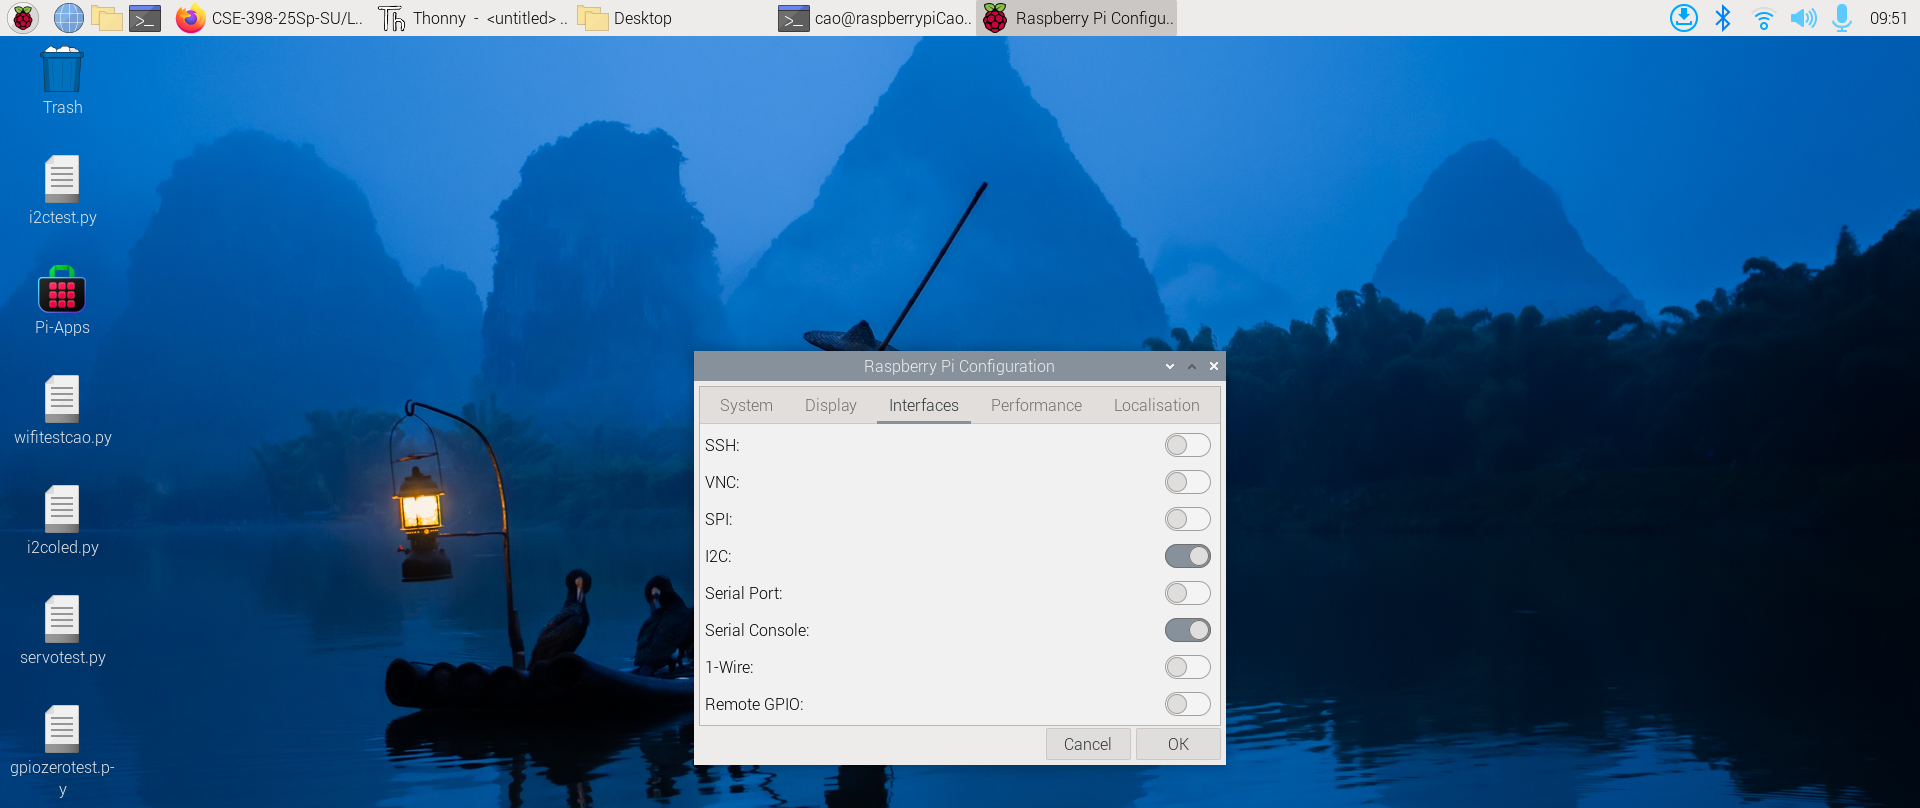 CSE-398-25Sp-SU/L..
Thonny - <untitled> ..
Desktop
cao@raspberrypiCao..
Raspberry Pi Configu..
09:51
Trash
i2ctest.py
Pi-Apps
wifitestcao.py
i2coled.py
servotest.py
gpiozerotest.p-
y
Raspberry Pi Configuration
System Display Interfaces Performance Localisation
SSH:
VNC:
SPI:
I2C:
Serial Port:
Serial Console:
1-Wire:
Remote GPIO:
Cancel OK